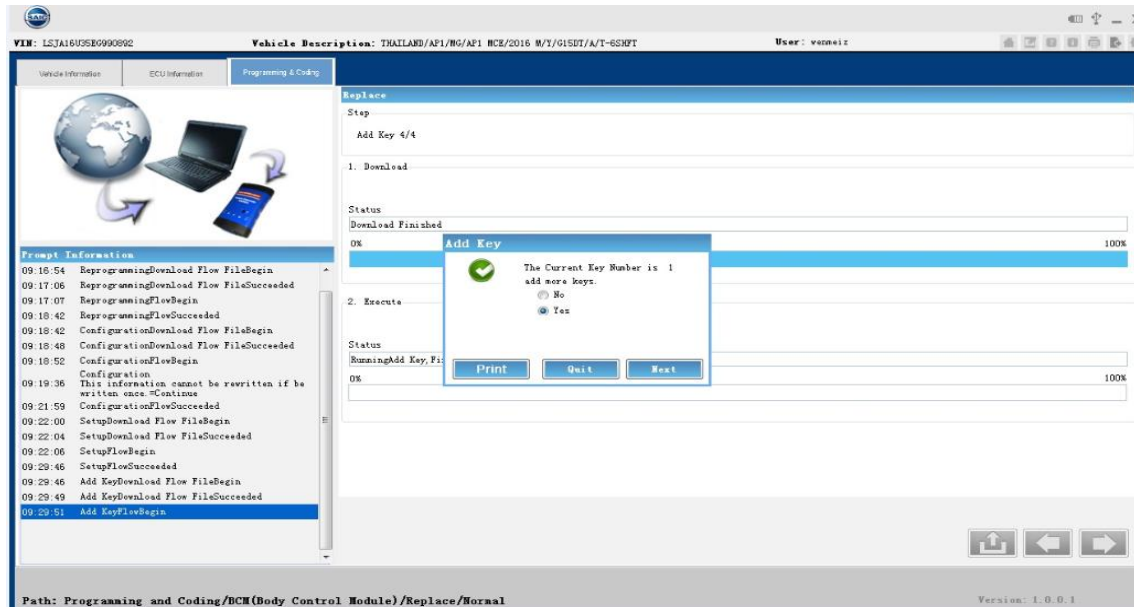 SAIC
VIN: LSJA16U35EG990892 Vehicle Description: THAILAND/AP1/MG/AP1 MCE/2016 M/Y/G15DT/A/T-6SHFT User: venmeiz
Vehicle Information ECU Information Programming & Coding
Replace
Step
Add Key 4/4
1. Download
Status
Download Finished
0% 100%
Add Key
The Current Key Number is 1
add more keys.
No
Yes
Print Quit Next
2. Execute
Status
RunningAdd Key,
0% 100%
Prompt Information
09:16:54 ReprogrammingDownload Flow FileBegin
09:17:06 ReprogrammingDownload Flow FileSucceeded
09:17:07 ReprogrammingFlowBegin
09:18:42 ReprogrammingFlowSucceeded
09:18:42 ConfigurationDownload Flow FileBegin
09:18:48 ConfigurationDownload Flow FileSucceeded
09:18:52 ConfigurationFlowBegin
Configuration
09:19:36 This information cannot be rewritten if be
written once.=Continue
09:21:59 ConfigurationFlowSucceeded
09:22:00 SetupDownload Flow FileBegin
09:22:04 SetupDownload Flow FileSucceeded
09:22:06 SetupFlowBegin
09:29:46 SetupFlowSucceeded
09:29:46 Add KeyDownload Flow FileBegin
09:29:49 Add KeyDownload Flow FileSucceeded
09:29:51 Add KeyFlowBegin
Path: Programming and Coding/BCM(Body Control Module)/Replace/Normal Version: 1.0.0.1